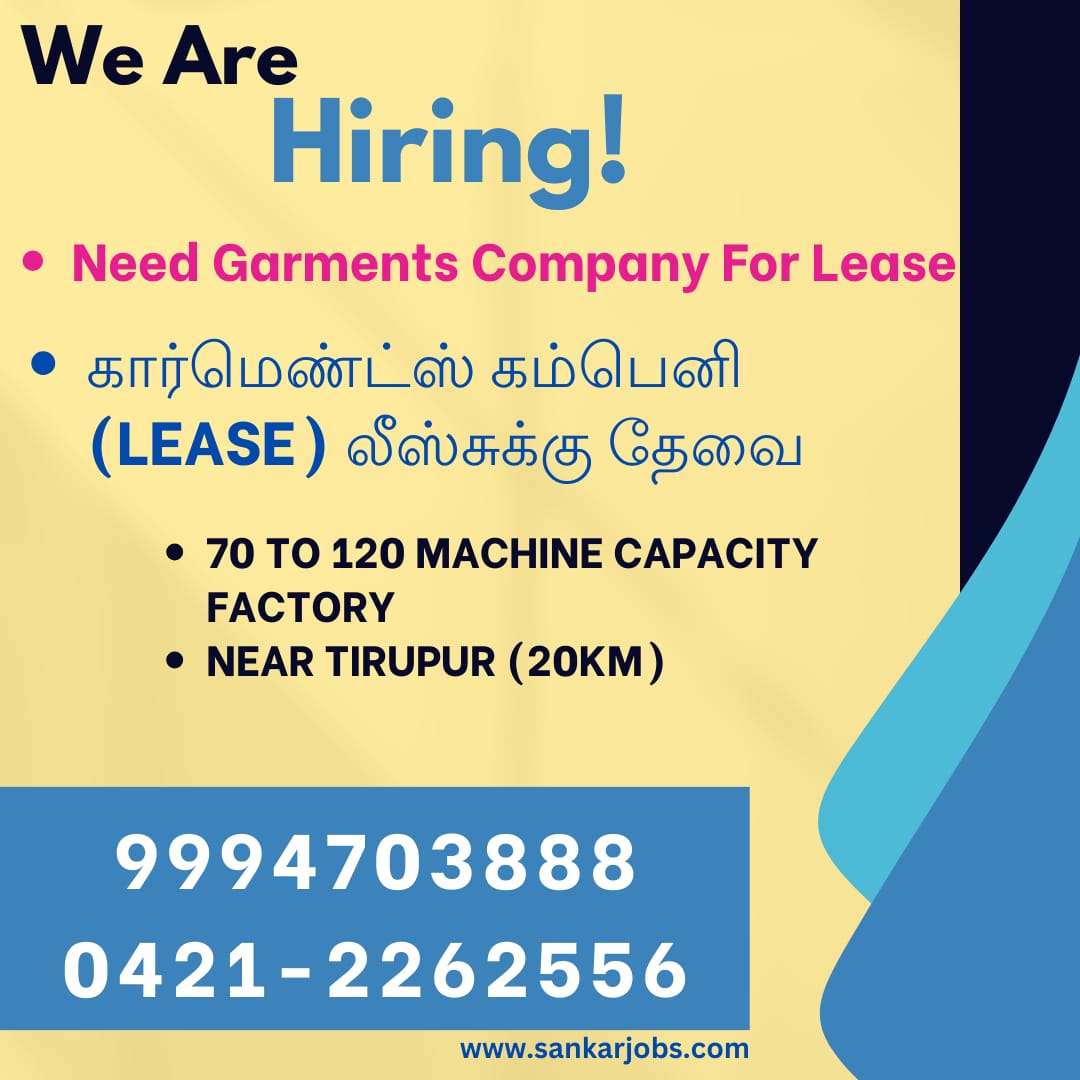 We Are
Hiring!
• Need Garments Company For Lease
• கார்மெண்ட்ஸ் கம்பெனி
(LEASE) லீஸ்சுக்கு தேவை
• 70 TO 120 MACHINE CAPACITY
FACTORY
• NEAR TIRUPUR (20KM)
9994703888
0421-2262556
www.sankarjobs.com